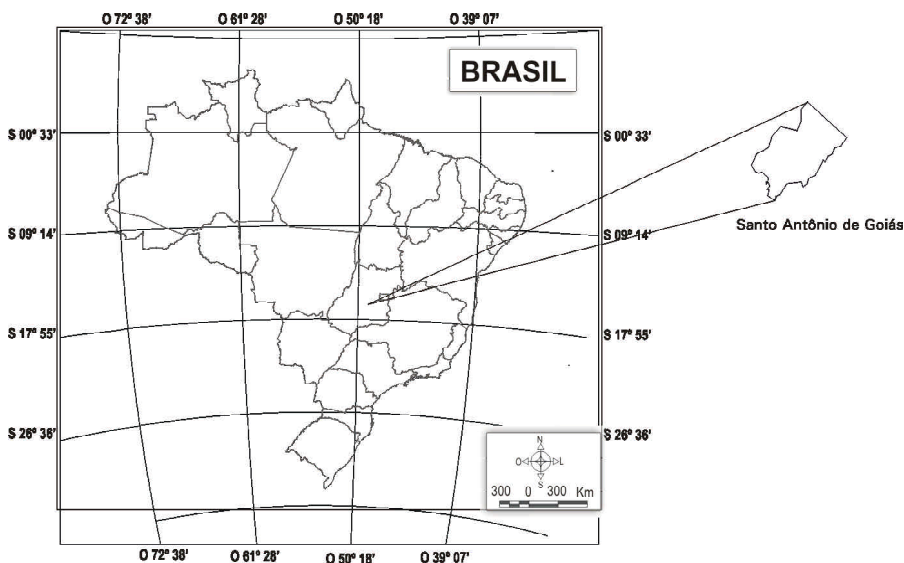 O 72º 38' O 61º 28' O 50º 18' O 39º 07'
BRASIL
S 00º 33' S 00º 33'
Santo Antônio de Goiás
S 09º 14' S 09º 14'
S 17º 55' S 17º 55'
S 26º 36' S 26º 36'
N
O L
S
300 0 300 Km
O 72º 38' O 61º 28' O 50º 18' O 39º 07'